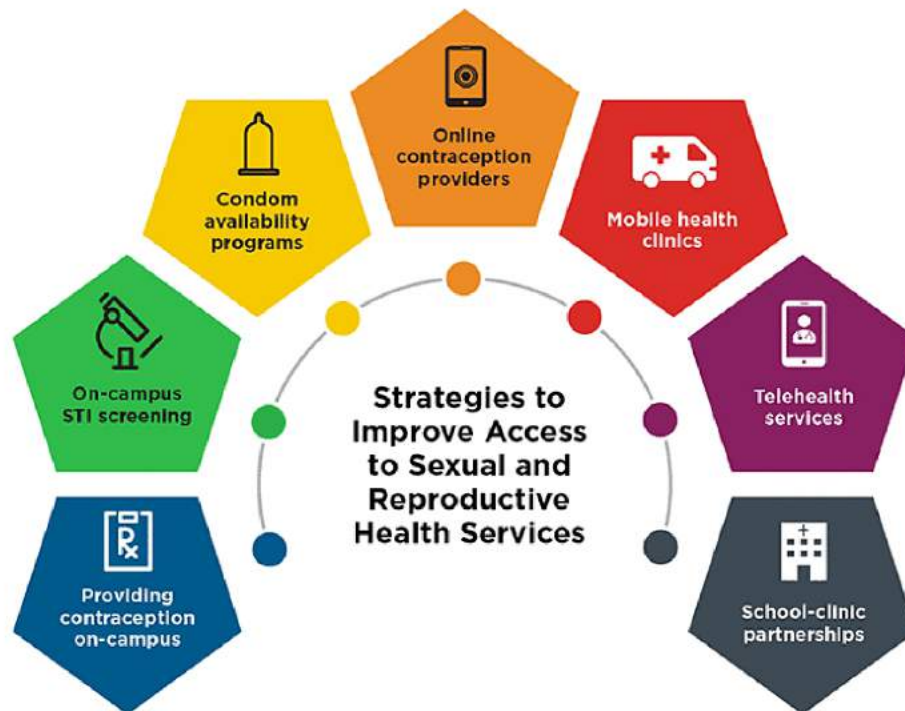 Online
contraception
providers
Condom
availability
programs
Mobile health
clinics
On-campus
STI screening
Telehealth
services
Strategies to
Improve Access
to Sexual and
Reproductive
Health Services
Rx
Providing
contraception
on-campus
School-clinic
partnerships